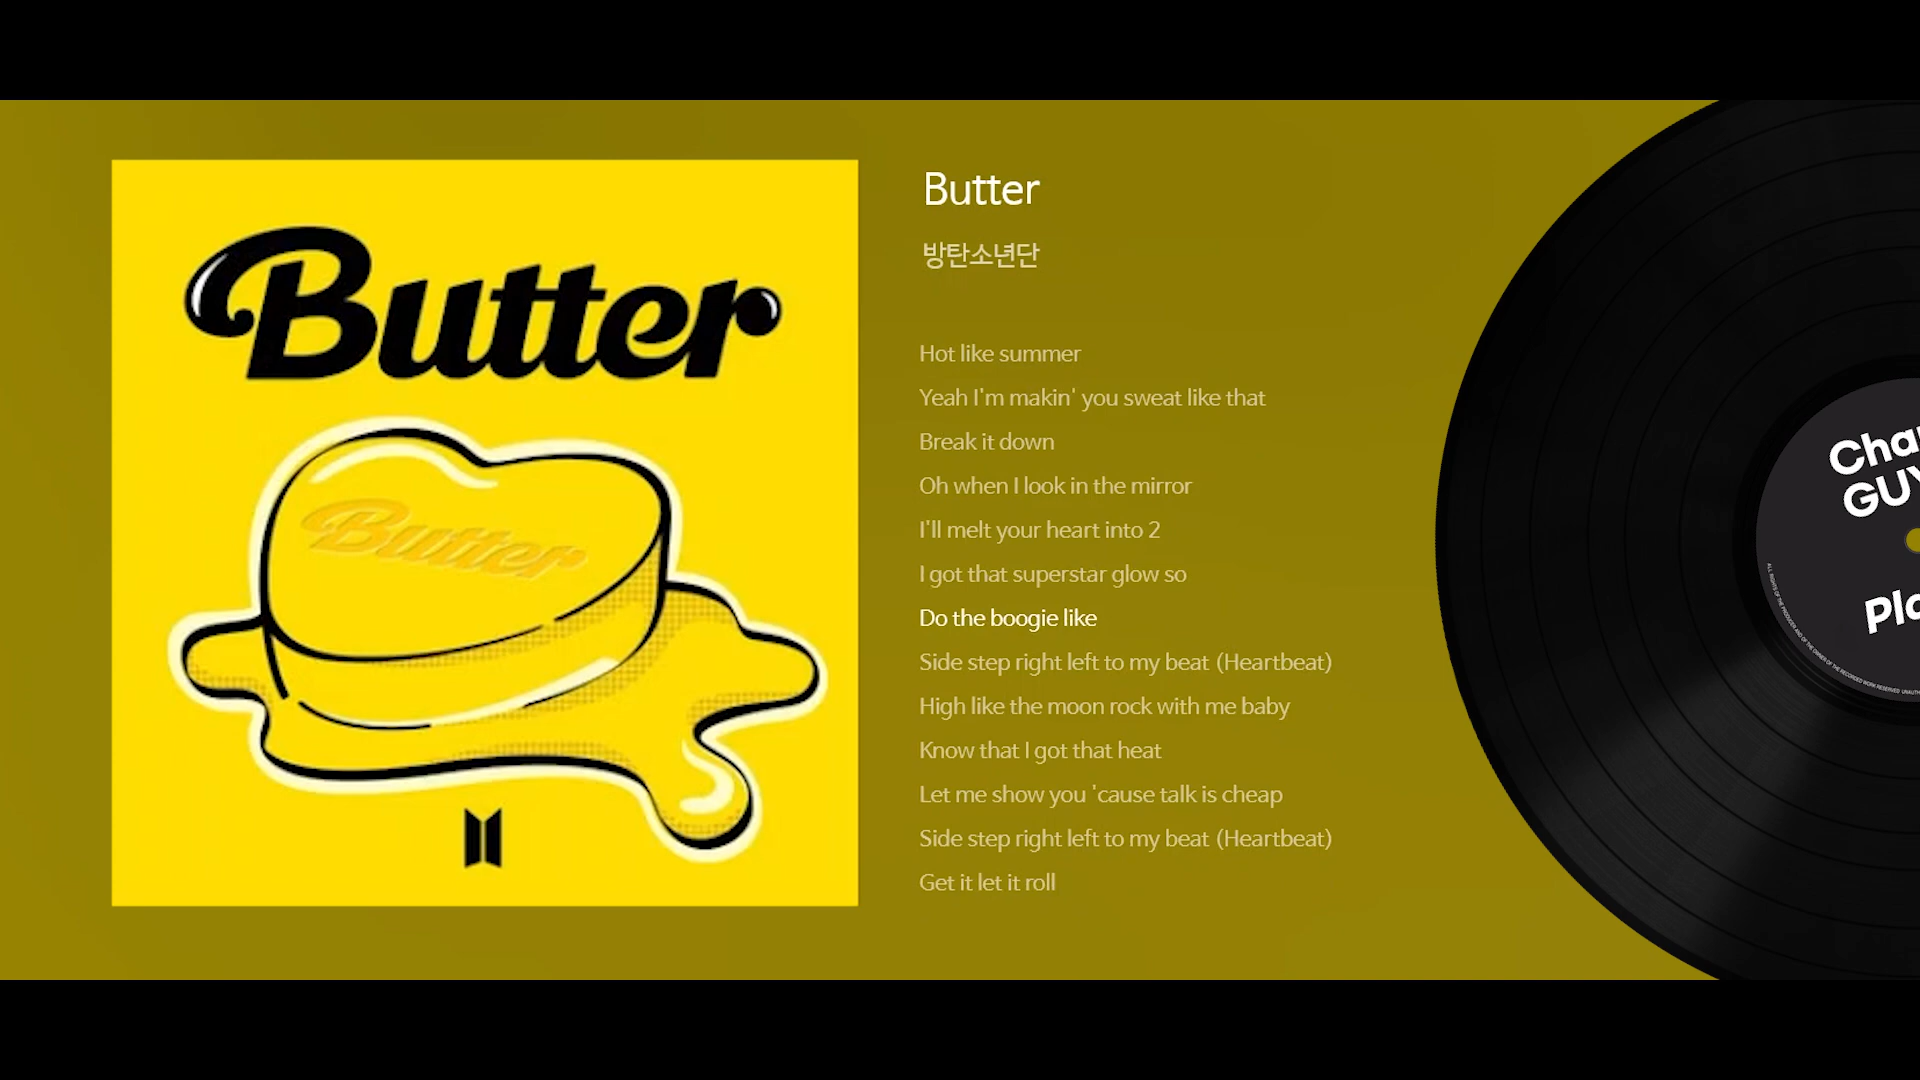 Butter
Butter
Butter
방탄소년단
Hot like summer
Yeah I'm makin' you sweat like that
Break it down
Oh when I look in the mirror
I'll melt your heart into 2
I got that superstar glow so
Do the boogie like
Side step right left to my beat (Heartbeat)
High like the moon rock with me baby
Know that I got that heat
Let me show you 'cause talk is cheap
Side step right left to my beat (Heartbeat)
Get it let it roll